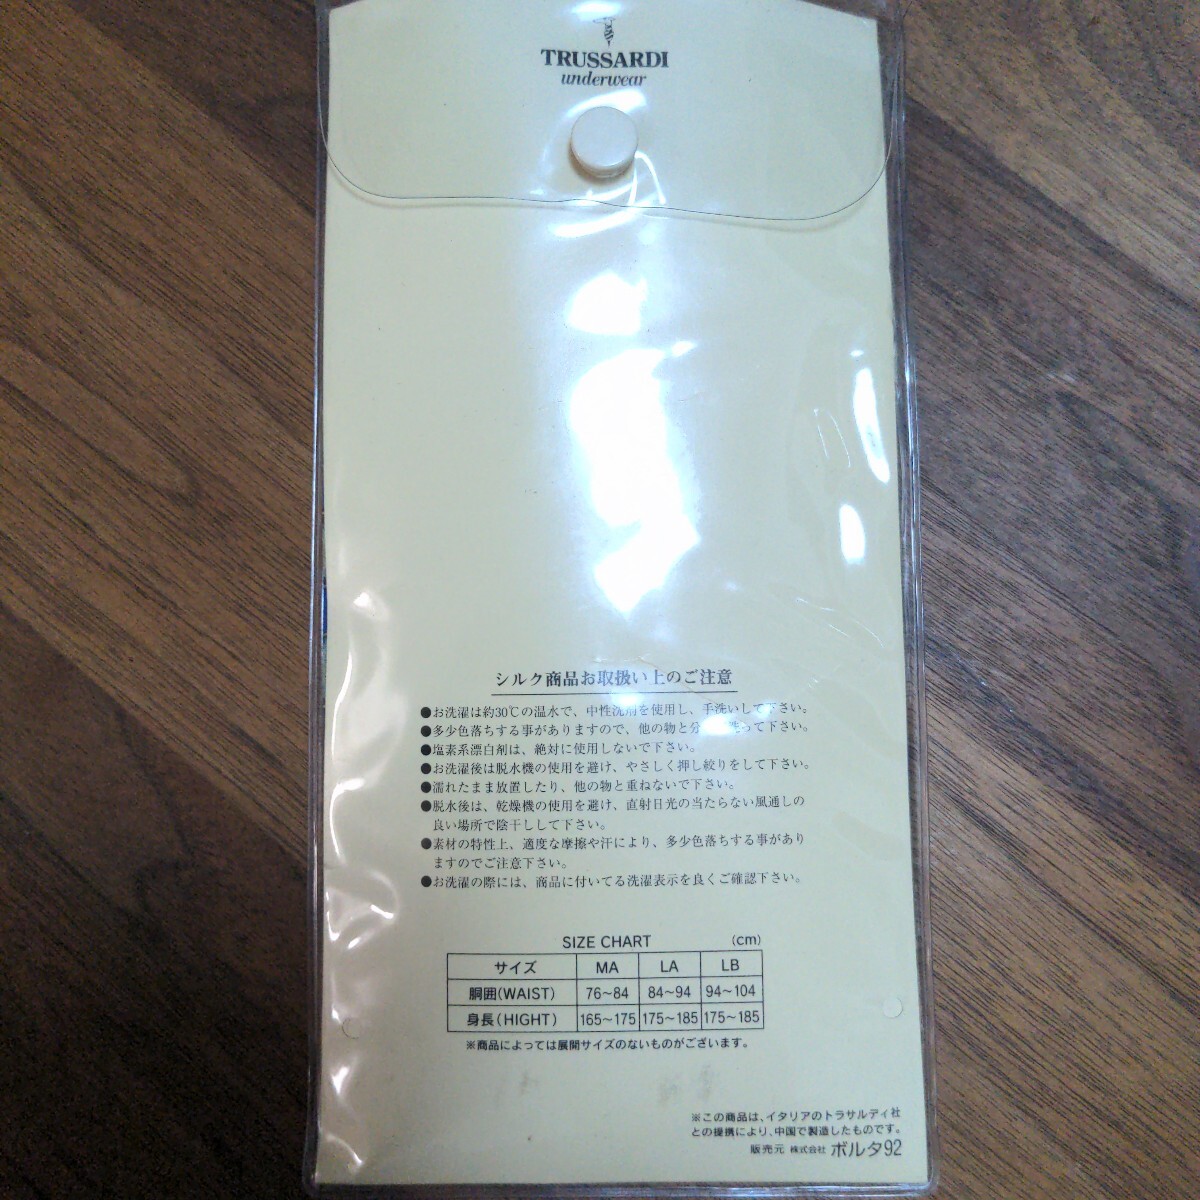 TRUSSARDI
underwear
シルク商品お取扱い上のご注意
●お洗濯は約30℃の温水で、中性洗剤を使用し、手洗いして下さい。
●多少色落ちする事がありますので、他の物と分 洗って下さい。
●塩素系漂白剤は、絶対に使用しないで下さい。
●お洗濯後は脱水機の使用を避け、やさしく押し絞りをして下さい。
●濡れたまま放置したり、他の物と重ねないで下さい。
●脱水後は、乾燥機の使用を避け、直射日光の当たらない風通しの
良い場所で陰干しして下さい。
●素材の特性上、適度な摩擦や汗により、多少色落ちする事があり
ますのでご注意下さい。
●お洗濯の際には、商品に付いてる洗濯表示を良くご確認下さい。
SIZE CHART (cm)
サイズ MA LA LB
胴囲(WAIST) 76~84 84~94 94~104
身長(HIGHT) 165~175 175~185 175~185
※商品によっては展開サイズのないものがございます。
※この商品は、イタリアのトラサルディ社
との提携により、中国で製造したものです。
販売元 株式会社 ボルタ92